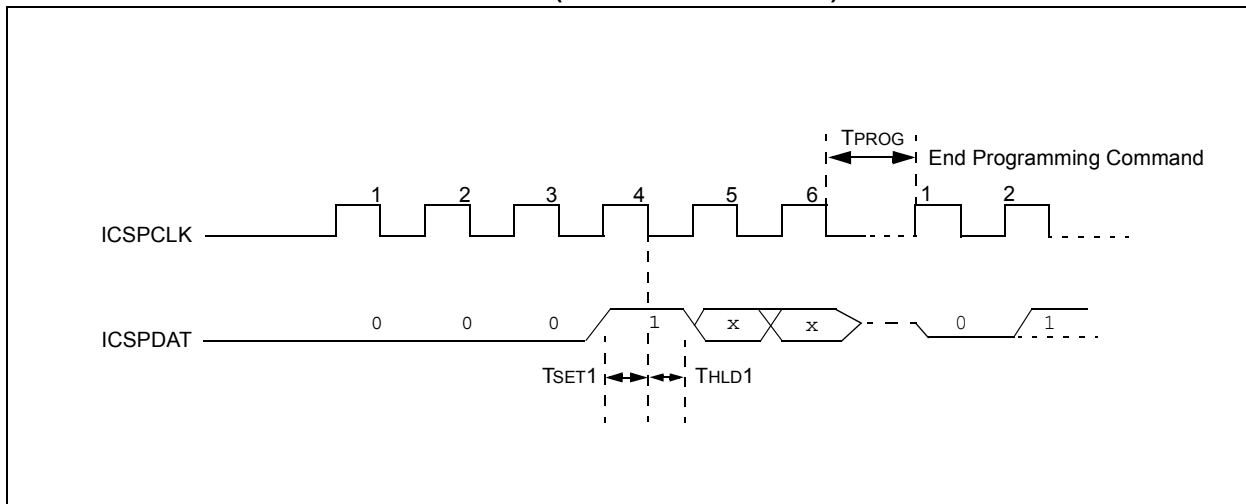 TPROG
End Programming Command
1 2 3 4 5 6 1 2
ICSPCLK
0 0 0 1 x x 0 1
ICSPDAT
TSET1 THLD1